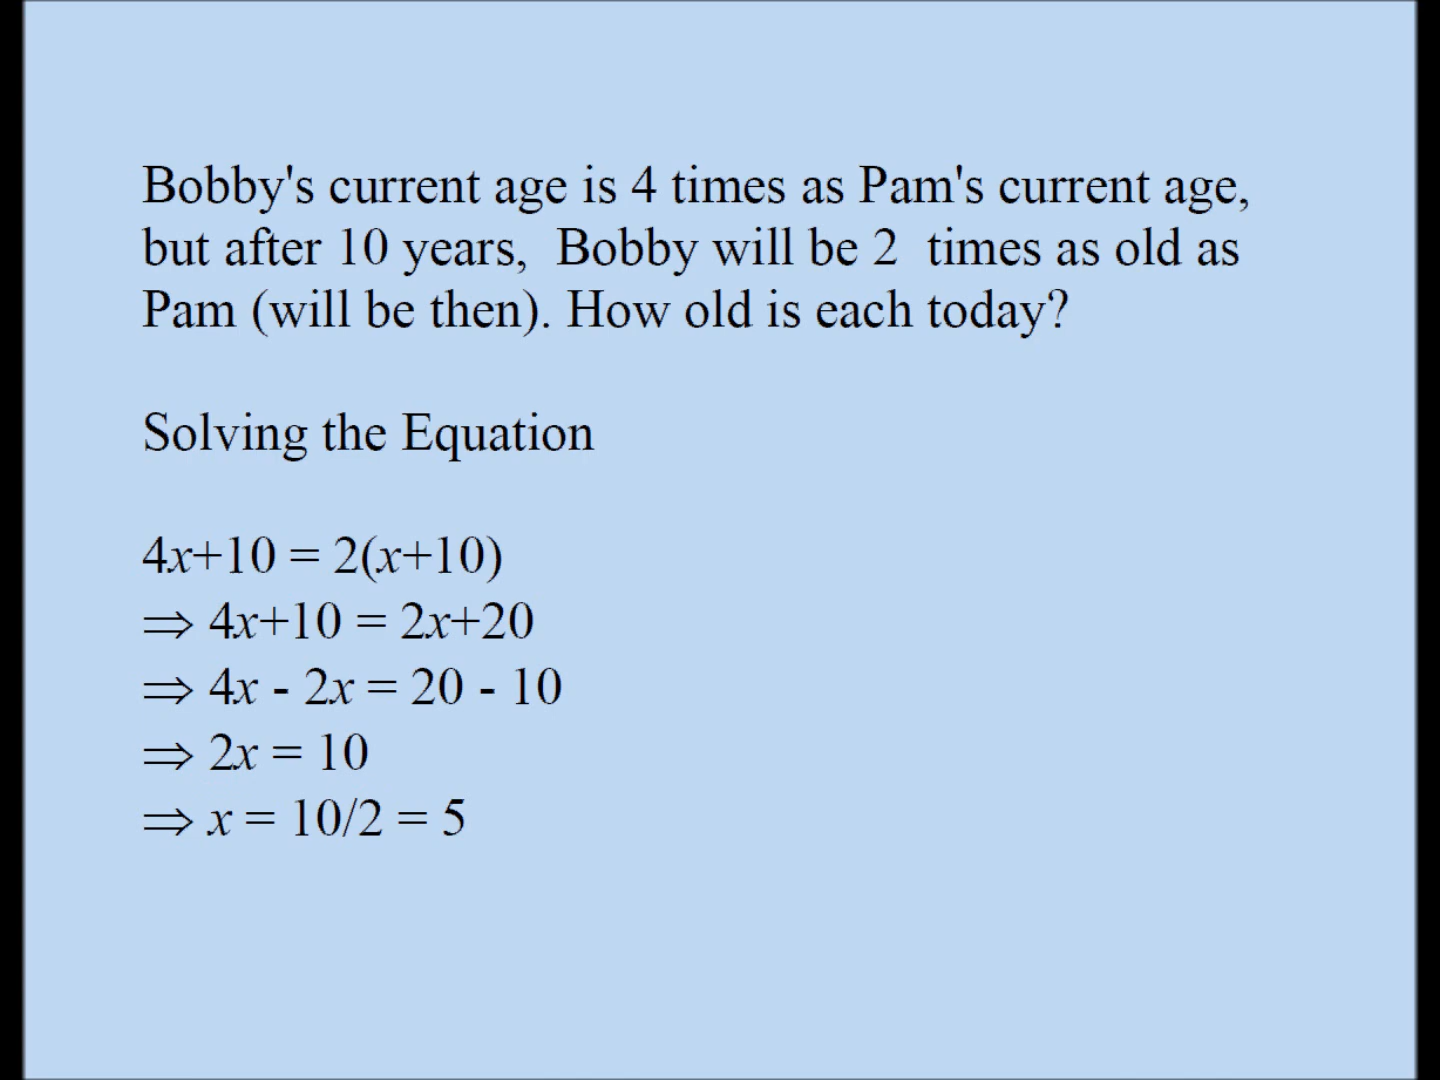 Bobby's current age is 4 times as Pam's current age,
but after 10 years,  Bobby will be 2  times as old as
Pam (will be then). How old is each today?
Solving the Equation
4x+10 = 2(x+10)
⇒ 4x+10 = 2x+20
⇒ 4x - 2x = 20 - 10
⇒ 2x = 10
⇒ x = 10/2 = 5